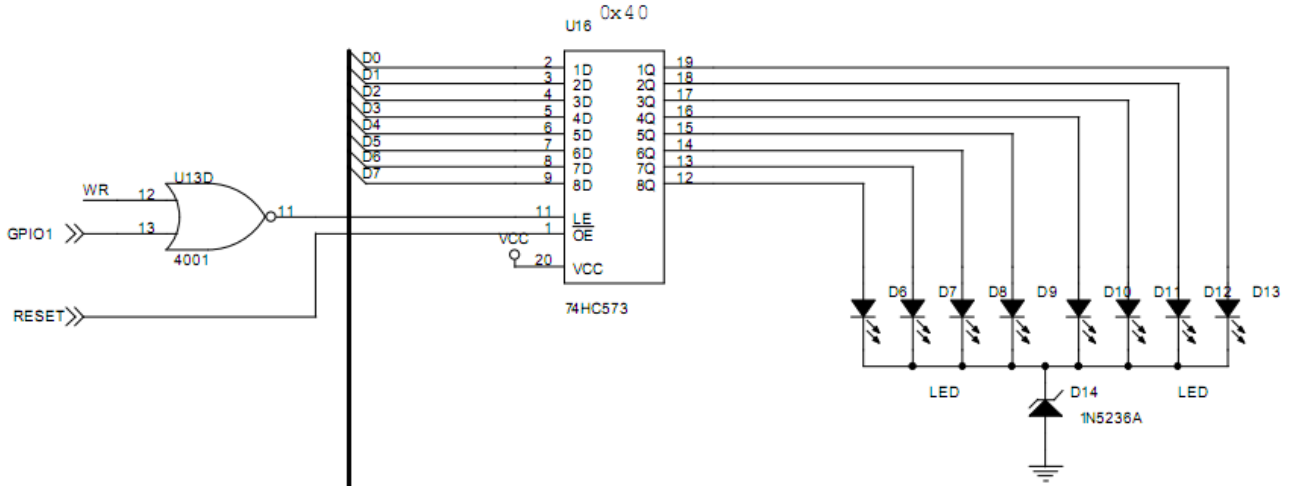 0x40
U16
D0 2 1D 1Q 19
D1 3 2D 2Q 18
D2 4 3D 3Q 17
D3 5 4D 4Q 16
D4 6 5D 5Q 15
D5 7 6D 6Q 14
D6 8 7D 7Q 13
D7 9 8D 8Q 12
U13D
WR 12
11 11 LE
GPIO1 13 1 OE
VCC
4001
20 VCC
D6 D7 D8 D9 D10 D11 D12 D13
RESET 74HC573
LED D14 LED
1N5236A